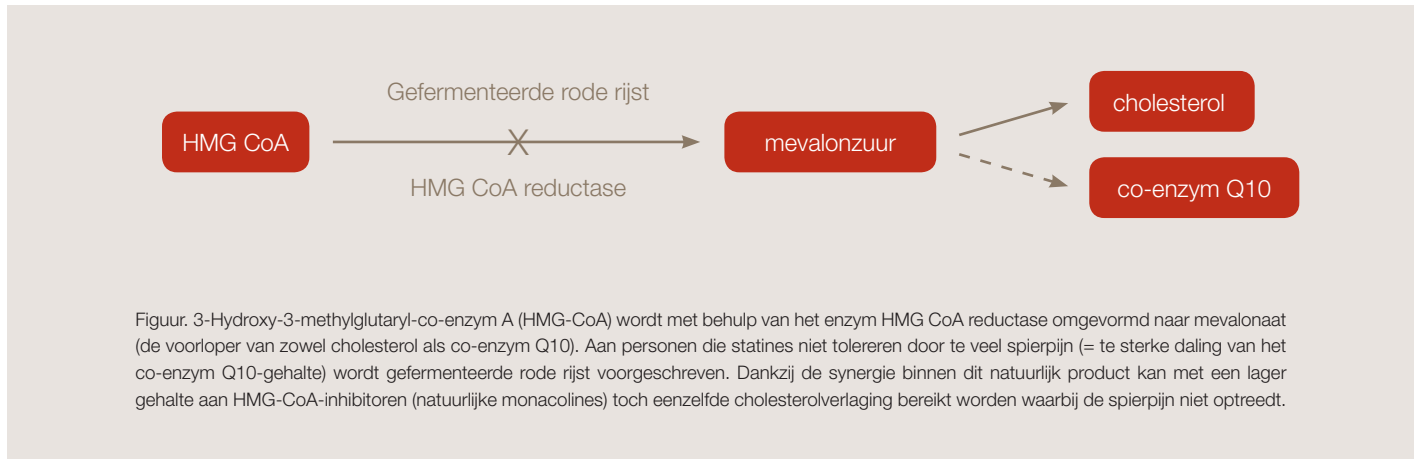 Gefermenteerde rode rijst
HMG CoA
X
HMG CoA reductase
mevalonzuur
cholesterol
co-enzym Q10
Figuur. 3-Hydroxy-3-methylglutaryl-co-enzym A (HMG-CoA) wordt met behulp van het enzym HMG CoA reductase omgevormd naar mevalonaat
(de voorloper van zowel cholesterol als co-enzym Q10). Aan personen die statines niet tolereren door te veel spierpijn (= te sterke daling van het
co-enzym Q10-gehalte) wordt gefermenteerde rode rijst voorgeschreven. Dankzij de synergie binnen dit natuurlijk product kan met een lager
gehalte aan HMG-CoA-inhibitoren (natuurlijke monacolines) toch eenzelfde cholesterolverlaging bereikt worden waarbij de spierpijn niet optreedt.